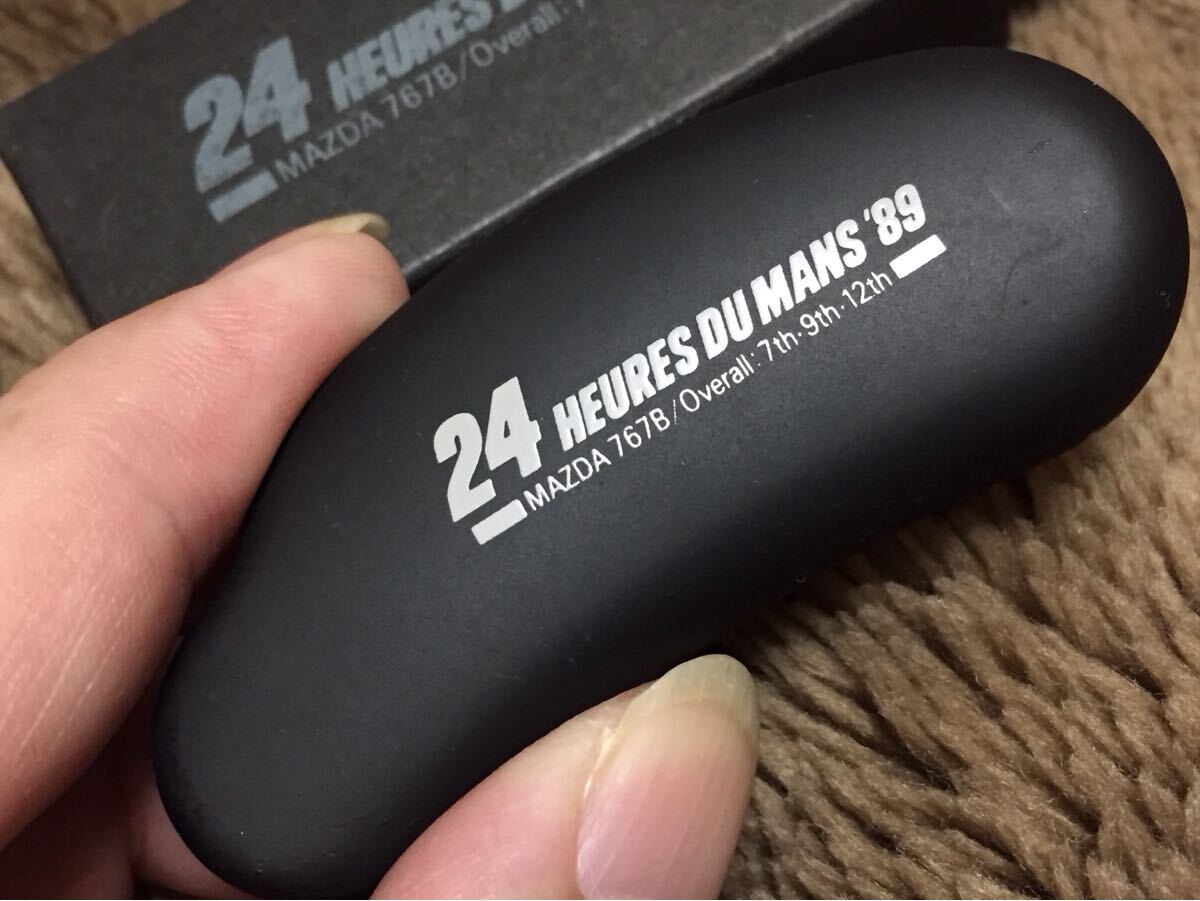 24 HEURES
MAZDA 767B/Overall:
24 HEURES DU MANS '89
MAZDA 767B/Overall: 7th·9th·12th